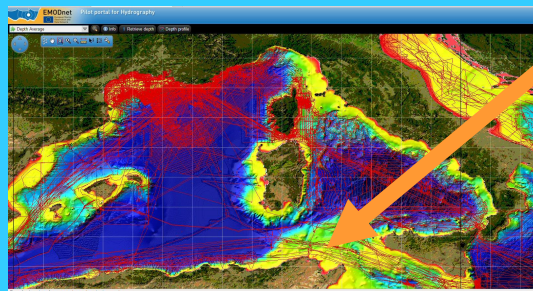 EMODnet
Pilot portal for Hydrography
Depth Average
Info
Retrieve depth
Depth profile